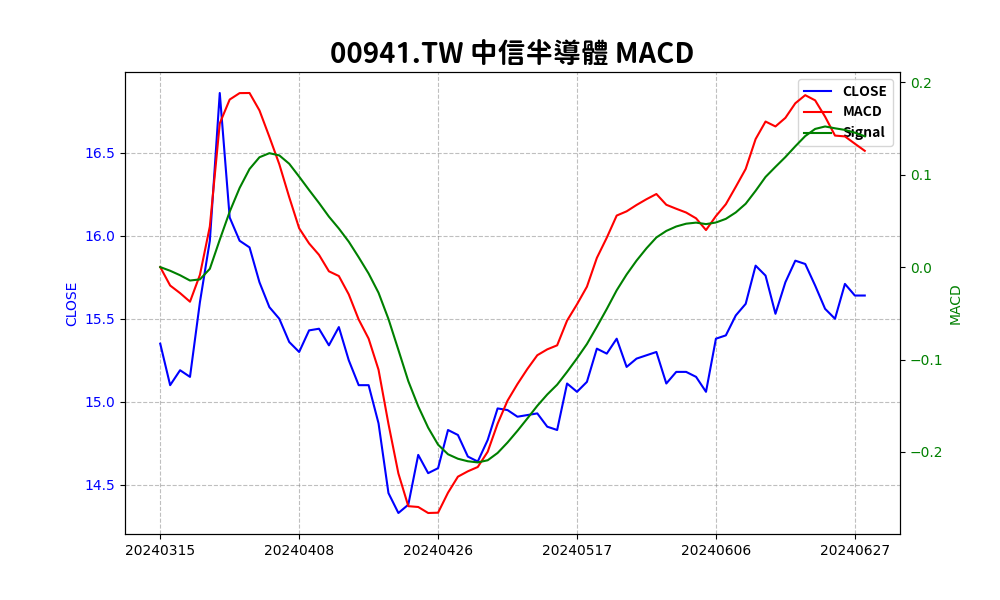 00941.TW 中信半導體 MACD
CLOSE
MACD
Signal
16.5
16.0
15.5
15.0
14.5
CLOSE
0.2
0.1
0.0
−0.1
−0.2
MACD
20240315
20240408
20240426
20240517
20240606
20240627